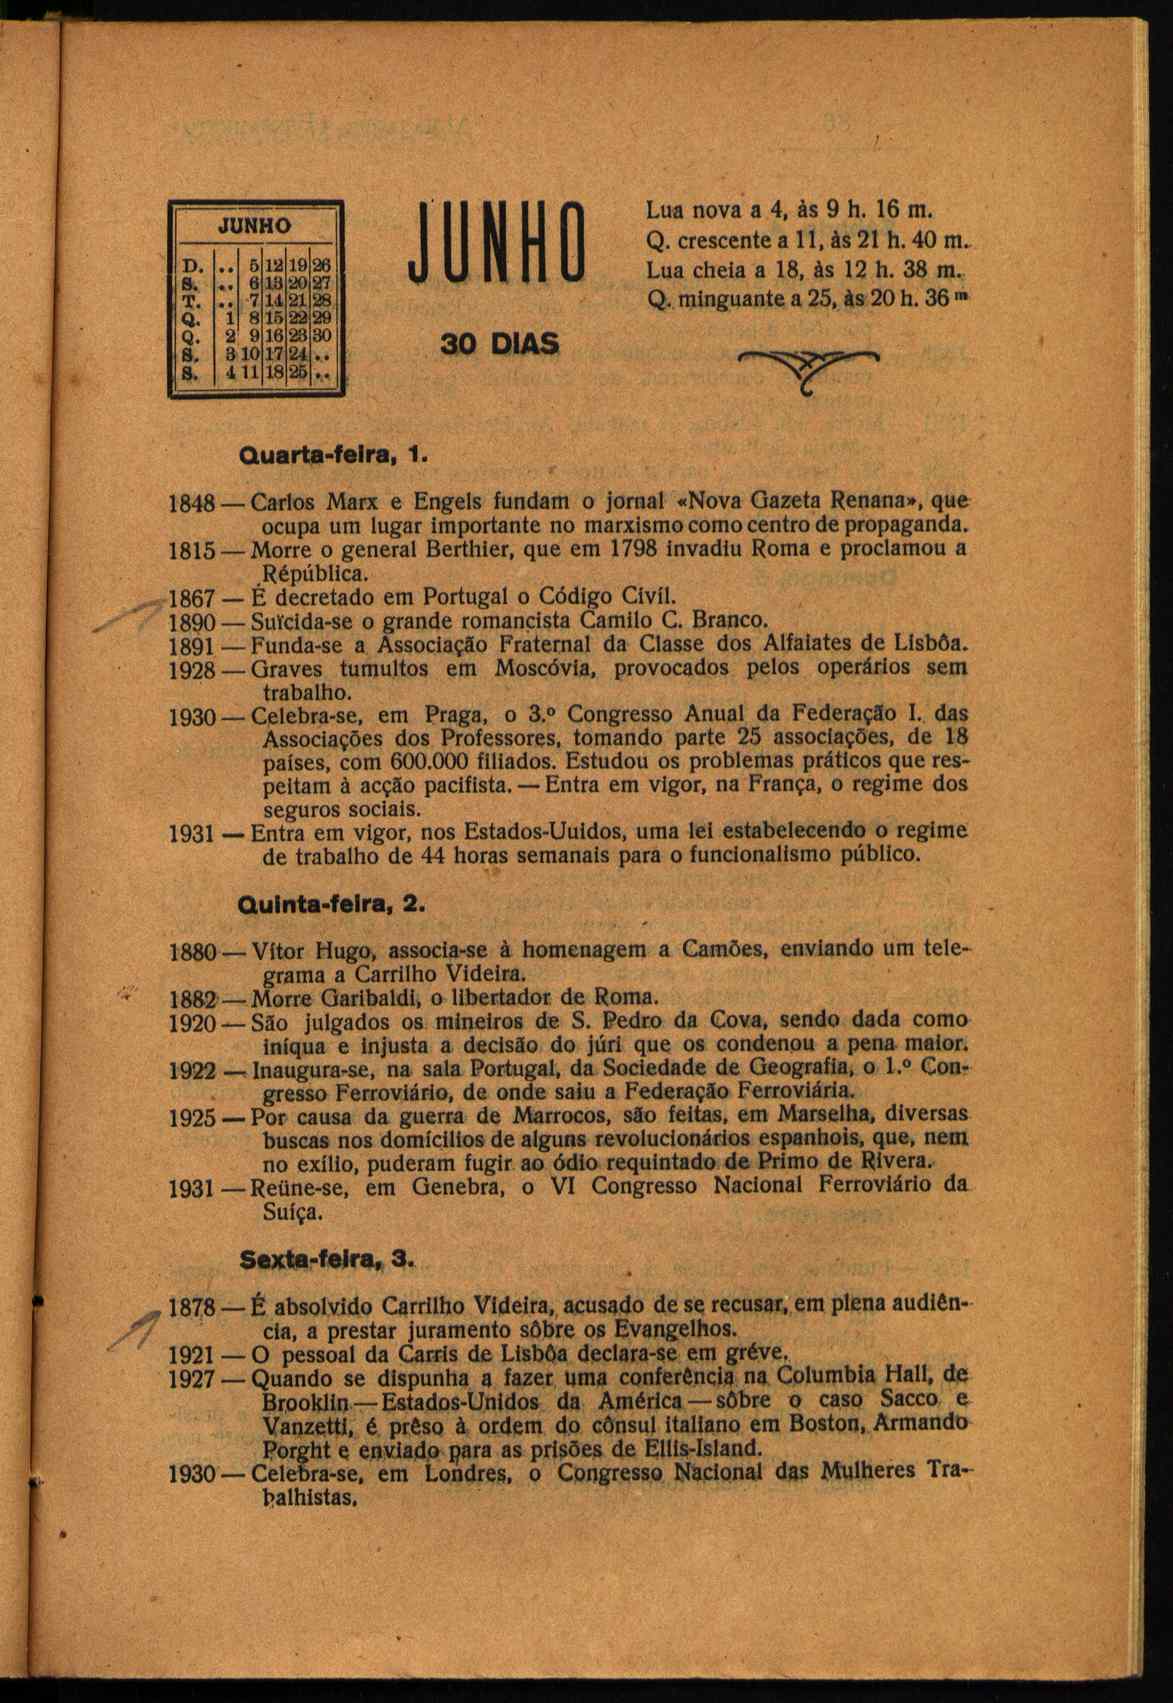 JUNHO
D. .. 5 12 19 26
S. .. 6 13 20 27
T. .. 7 14 21 28
Q. 1 8 15 22 29
Q. 2 9 16 23 30
S. 3 10 17 24 ..
S. 4 11 18 25 ..
JUNHO
30 DIAS
Lua nova a 4, às 9 h. 16 m.
Q. crescente a 11, às 21 h. 40 m.
Lua cheia a 18, às 12 h. 38 m.
Q. minguante a 25, às 20 h. 36 m
Quarta-feira, 1.
1848 — Carlos Marx e Engels fundam o jornal «Nova Gazeta Renana», que
ocupa um lugar importante no marxismo como centro de propaganda.
1815 — Morre o general Berthier, que em 1798 invadiu Roma e proclamou a
Répública.
1867 — É decretado em Portugal o Código Civil.
1890 — Suïcida-se o grande romancista Camilo C. Branco.
1891 — Funda-se a Associação Fraternal da Classe dos Alfaiates de Lisbôa.
1928 — Graves tumultos em Moscóvia, provocados pelos operários sem
trabalho.
1930 — Celebra-se, em Praga, o 3.º Congresso Anual da Federação I. das
Associações dos Professores, tomando parte 25 associações, de 18
países, com 600.000 filiados. Estudou os problemas práticos que res-
peitam à acção pacifista. — Entra em vigor, na França, o regime dos
seguros sociais.
1931 — Entra em vigor, nos Estados-Uuidos, uma lei estabelecendo o regime
de trabalho de 44 horas semanais para o funcionalismo público.
Quinta-feira, 2.
1880 — Vítor Hugo, associa-se à homenagem a Camões, enviando um tele-
grama a Carrilho Videira.
1882 — Morre Garibaldi, o libertador de Roma.
1920 — São julgados os mineiros de S. Pedro da Cova, sendo dada como
iníqua e injusta a decisão do júri que os condenou a pena maior.
1922 — Inaugura-se, na sala Portugal, da Sociedade de Geografia, o 1.º Con-
gresso Ferroviário, de onde saiu a Federação Ferroviária.
1925 — Por causa da guerra de Marrocos, são feitas, em Marselha, diversas
buscas nos domicílios de alguns revolucionários espanhois, que, nem
no exílio, puderam fugir ao ódio requintado de Primo de Rivera.
1931 — Reüne-se, em Genebra, o VI Congresso Nacional Ferroviário da
Suíça.
Sexta-feira, 3.
1878 — É absolvido Carrilho Videira, acusado de se recusar, em plena audiên-
cia, a prestar juramento sôbre os Evangelhos.
1921 — O pessoal da Carris de Lisbôa declara-se em gréve.
1927 — Quando se dispunha a fazer uma conferência na Columbia Hall, de
Brooklin — Estados-Unidos da América — sôbre o caso Sacco e
Vanzetti, é prêso à ordem do cônsul italiano em Boston, Armando
Porght e enviado para as prisões de Ellis-Island.
1930 — Celebra-se, em Londres, o Congresso Nacional das Mulheres Tra-
balhistas.